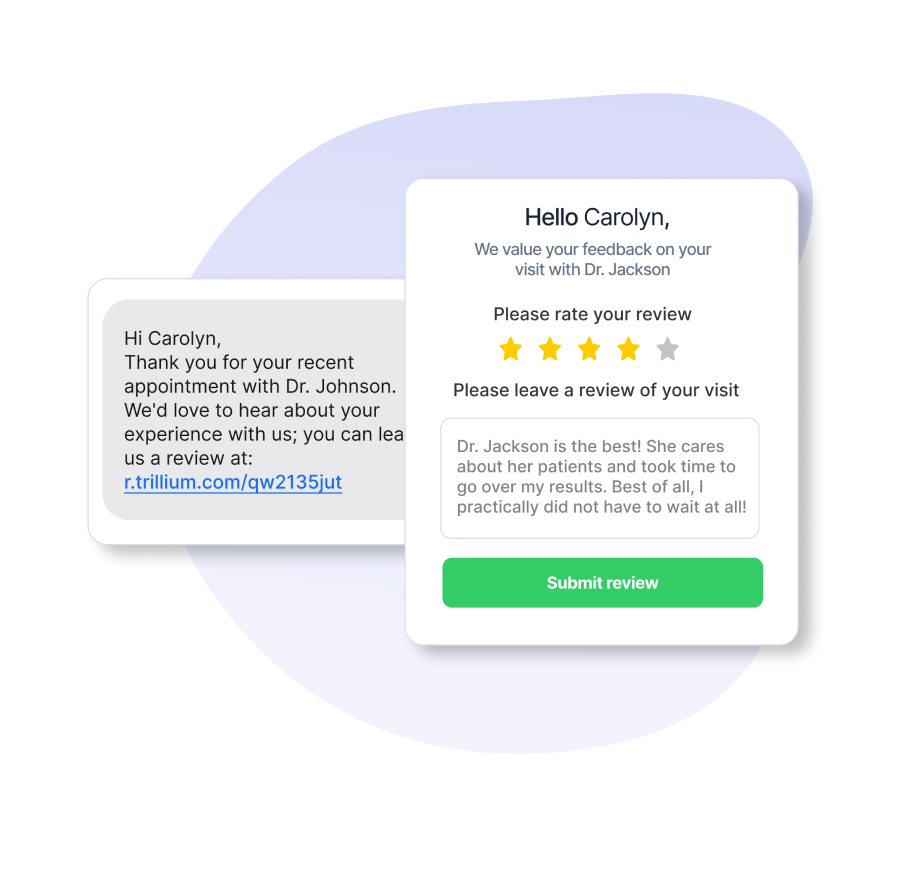 Hi Carolyn,
Thank you for your recent
appointment with Dr. Johnson.
We'd love to hear about your
experience with us; you can lea
us a review at:
r.trillium.com/qw2135jut
Hello Carolyn,
We value your feedback on your
visit with Dr. Jackson
Please rate your review
Please leave a review of your visit
Dr. Jackson is the best! She cares
about her patients and took time to
go over my results. Best of all, I
practically did not have to wait at all!
Submit review